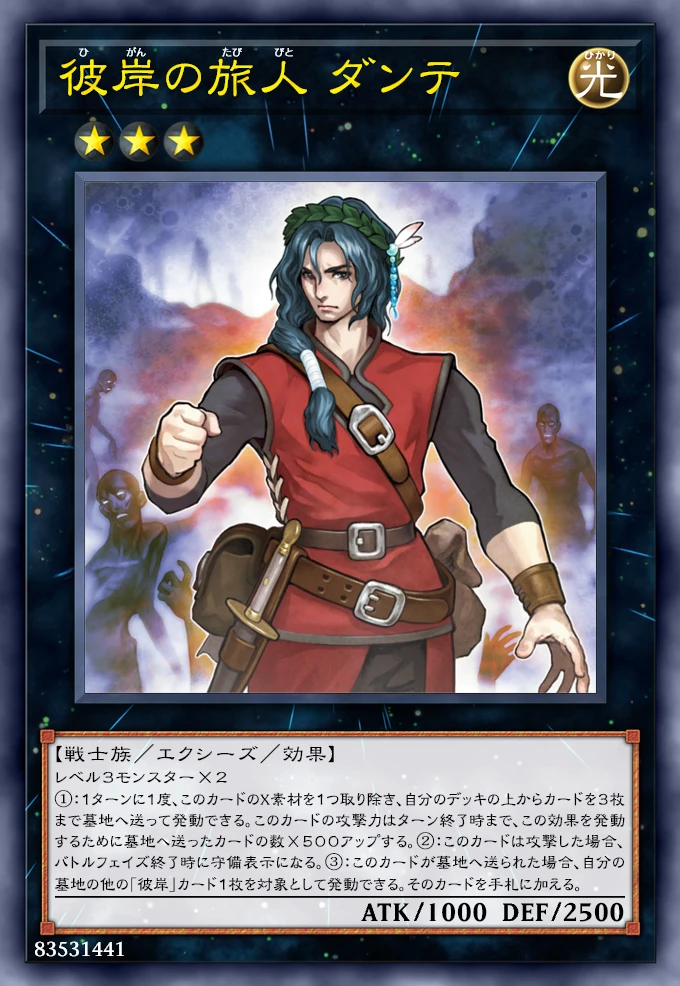 彼岸の旅人 ダンテ
ひ がん たび びと
光
ひかり
【戦士族／エクシーズ／効果】
レベル3モンスター×2
①：1ターンに1度、このカードのX素材を1つ取り除き、自分のデッキの上からカードを3枚
まで墓地へ送って発動できる。このカードの攻撃力はターン終了時まで、この効果を発動
するために墓地へ送ったカードの数×500アップする。②：このカードは攻撃した場合、
バトルフェイズ終了時に守備表示になる。③：このカードが墓地へ送られた場合、自分の
墓地の他の「彼岸」カード1枚を対象として発動できる。そのカードを手札に加える。
ATK/1000 DEF/2500
83531441